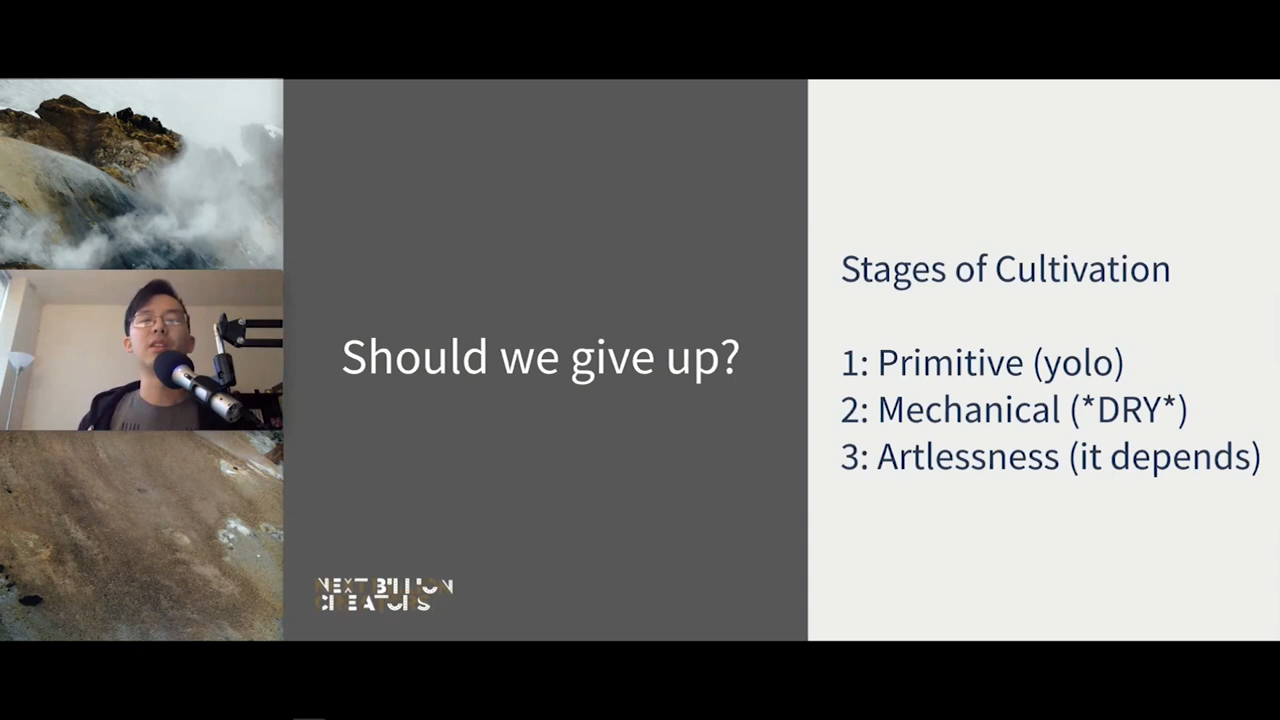 Should we give up?
NEXT BILLION
CREATORS
Stages of Cultivation
1: Primitive (yolo)
2: Mechanical (*DRY*)
3: Artlessness (it depends)